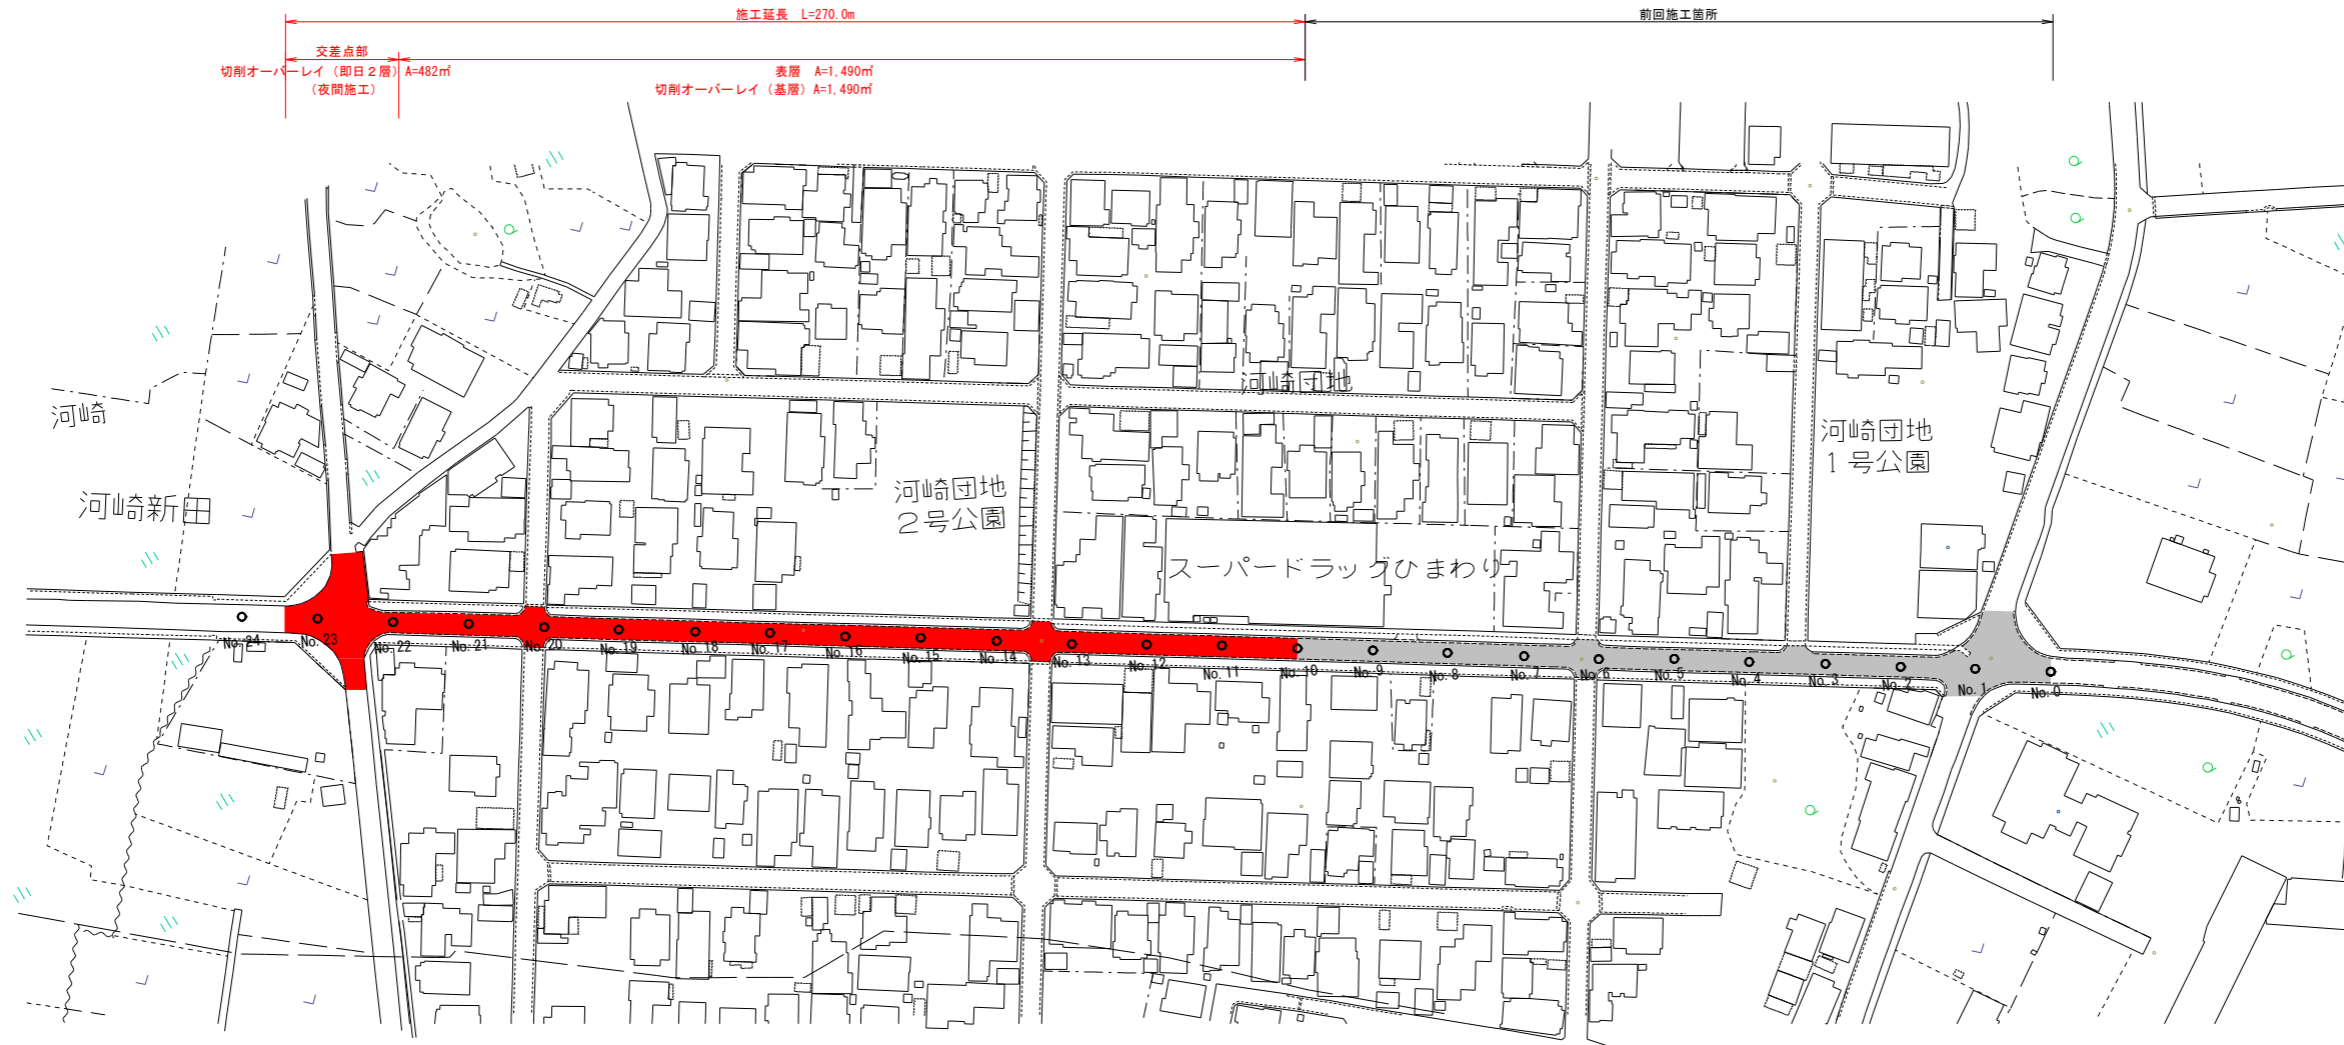 施工延長 L=270.0m
前回施工箇所
交差点部
切削オーバーレイ（即日２層）A=482㎡
（夜間施工）
表層 A=1,490㎡
切削オーバーレイ（基層）A=1,490㎡
河崎団地
河崎
河崎団地
１号公園
河崎新田
河崎団地
２号公園
スーパードラッグひまわり
No.24
No.23
No.22
No.21
No.20
No.19
No.18
No.17
No.16
No.15
No.14
No.13
No.12
No.11
No.10
No.9
No.8
No.7
No.6
No.5
No.4
No.3
No.2
No.1
No.0